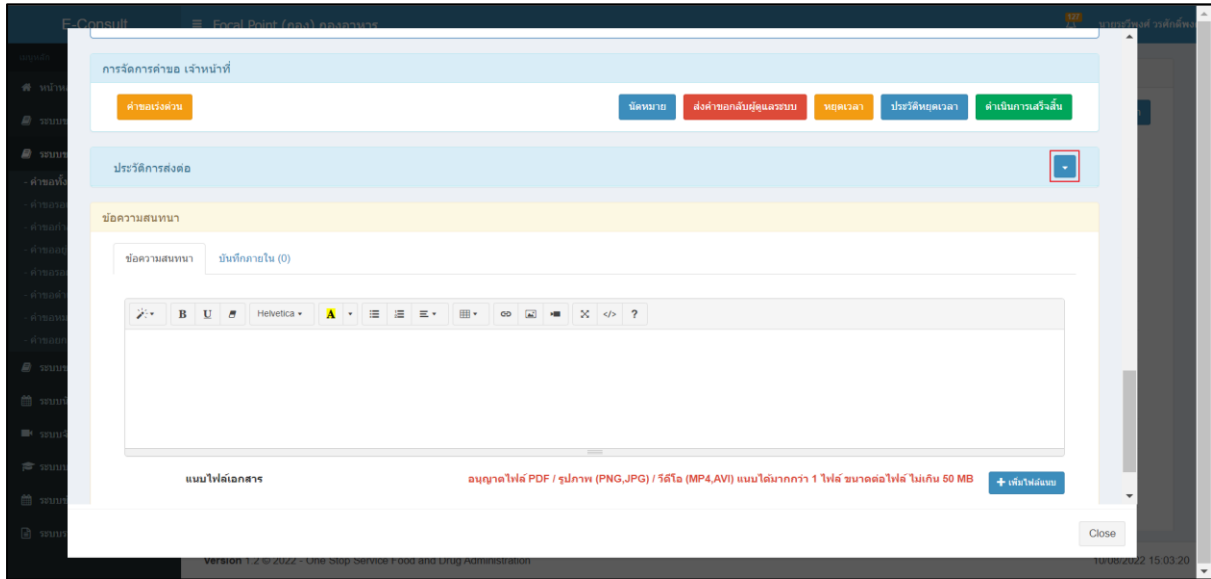 E-Consult
Focal Point (กอง) กองอาหาร
127
การจัดการคำขอ เจ้าหน้าที่
คำขอเร่งด่วน
นัดหมาย
ส่งคำขอกลับผู้ดูแลระบบ
หยุดเวลา
ประวัติหยุดเวลา
ดำเนินการเสร็จสิ้น
ประวัติการส่งต่อ
ข้อความสนทนา
ข้อความสนทนา
บันทึกภายใน (0)
B U Helvetica A </> ?
แนบไฟล์เอกสาร
อนุญาตไฟล์ PDF / รูปภาพ (PNG,JPG) / วีดีโอ (MP4,AVI) แนบได้มากกว่า 1 ไฟล์ ขนาดต่อไฟล์ ไม่เกิน 50 MB
+ เพิ่มไฟล์แนบ
Close
Version 1.2 © 2022 - One Stop Service Food and Drug Administration
10/08/2022 15:03:20